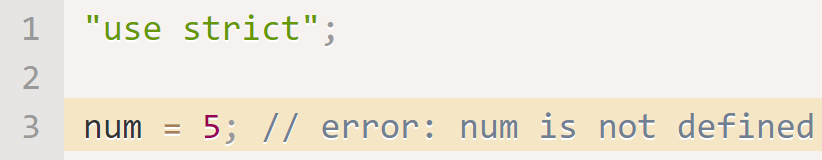 1 "use strict";
2
3 num = 5; // error: num is not defined